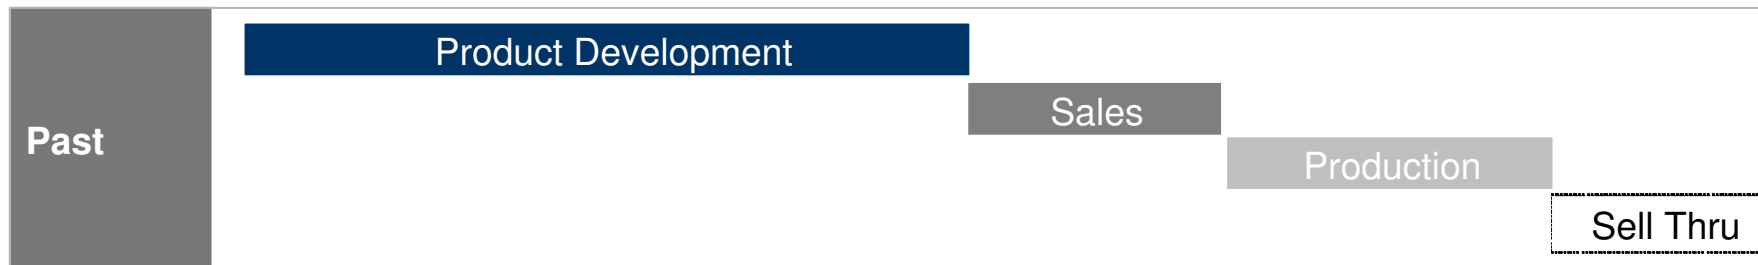 Product Development
Sales
Past
Production
Sell Thru